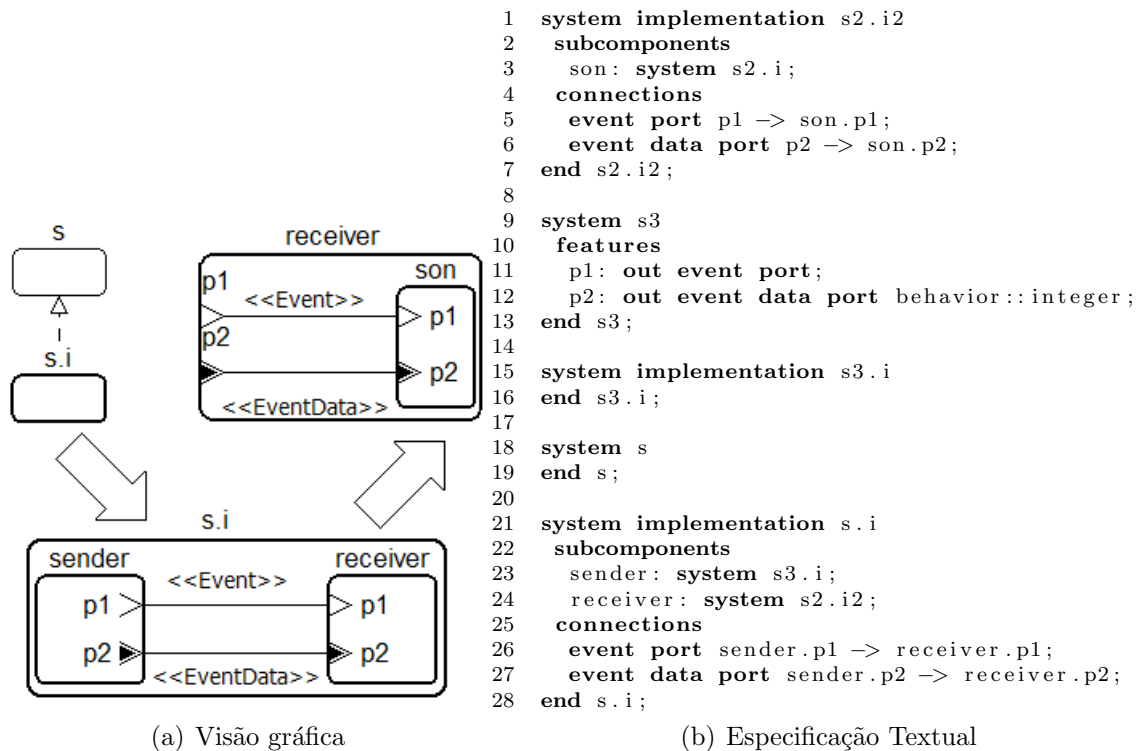 s
s.i
receiver
son
p1
<<Event>>
p1
p2
p2
<<EventData>>
s.i
sender
receiver
<<Event>>
p1
p1
p2
p2
<<EventData>>
(a) Visão gráfica
1 system implementation s2.i2
2 subcomponents
3 son: system s2.i;
4 connections
5 event port p1 -> son.p1;
6 event data port p2 -> son.p2;
7 end s2.i2;
8
9 system s3
10 features
11 p1: out event port;
12 p2: out event data port behavior::integer;
13 end s3;
14
15 system implementation s3.i
16 end s3.i;
17
18 system s
19 end s;
20
21 system implementation s.i
22 subcomponents
23 sender: system s3.i;
24 receiver: system s2.i2;
25 connections
26 event port sender.p1 -> receiver.p1;
27 event data port sender.p2 -> receiver.p2;
28 end s.i;
(b) Especificação Textual